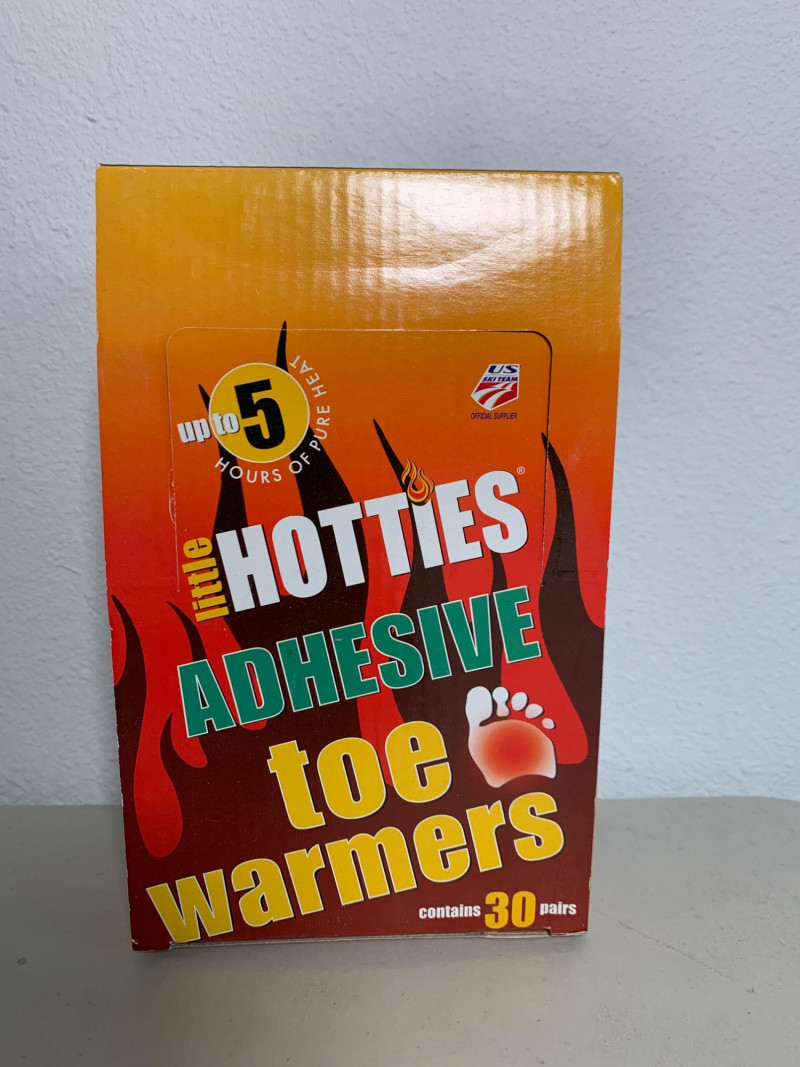 up to 5
HOURS OF PURE HEAT
US
SKI TEAM
OFFICIAL SUPPLIER
little
HOTTIES®
ADHESIVE
toe
warmers
contains 30 pairs